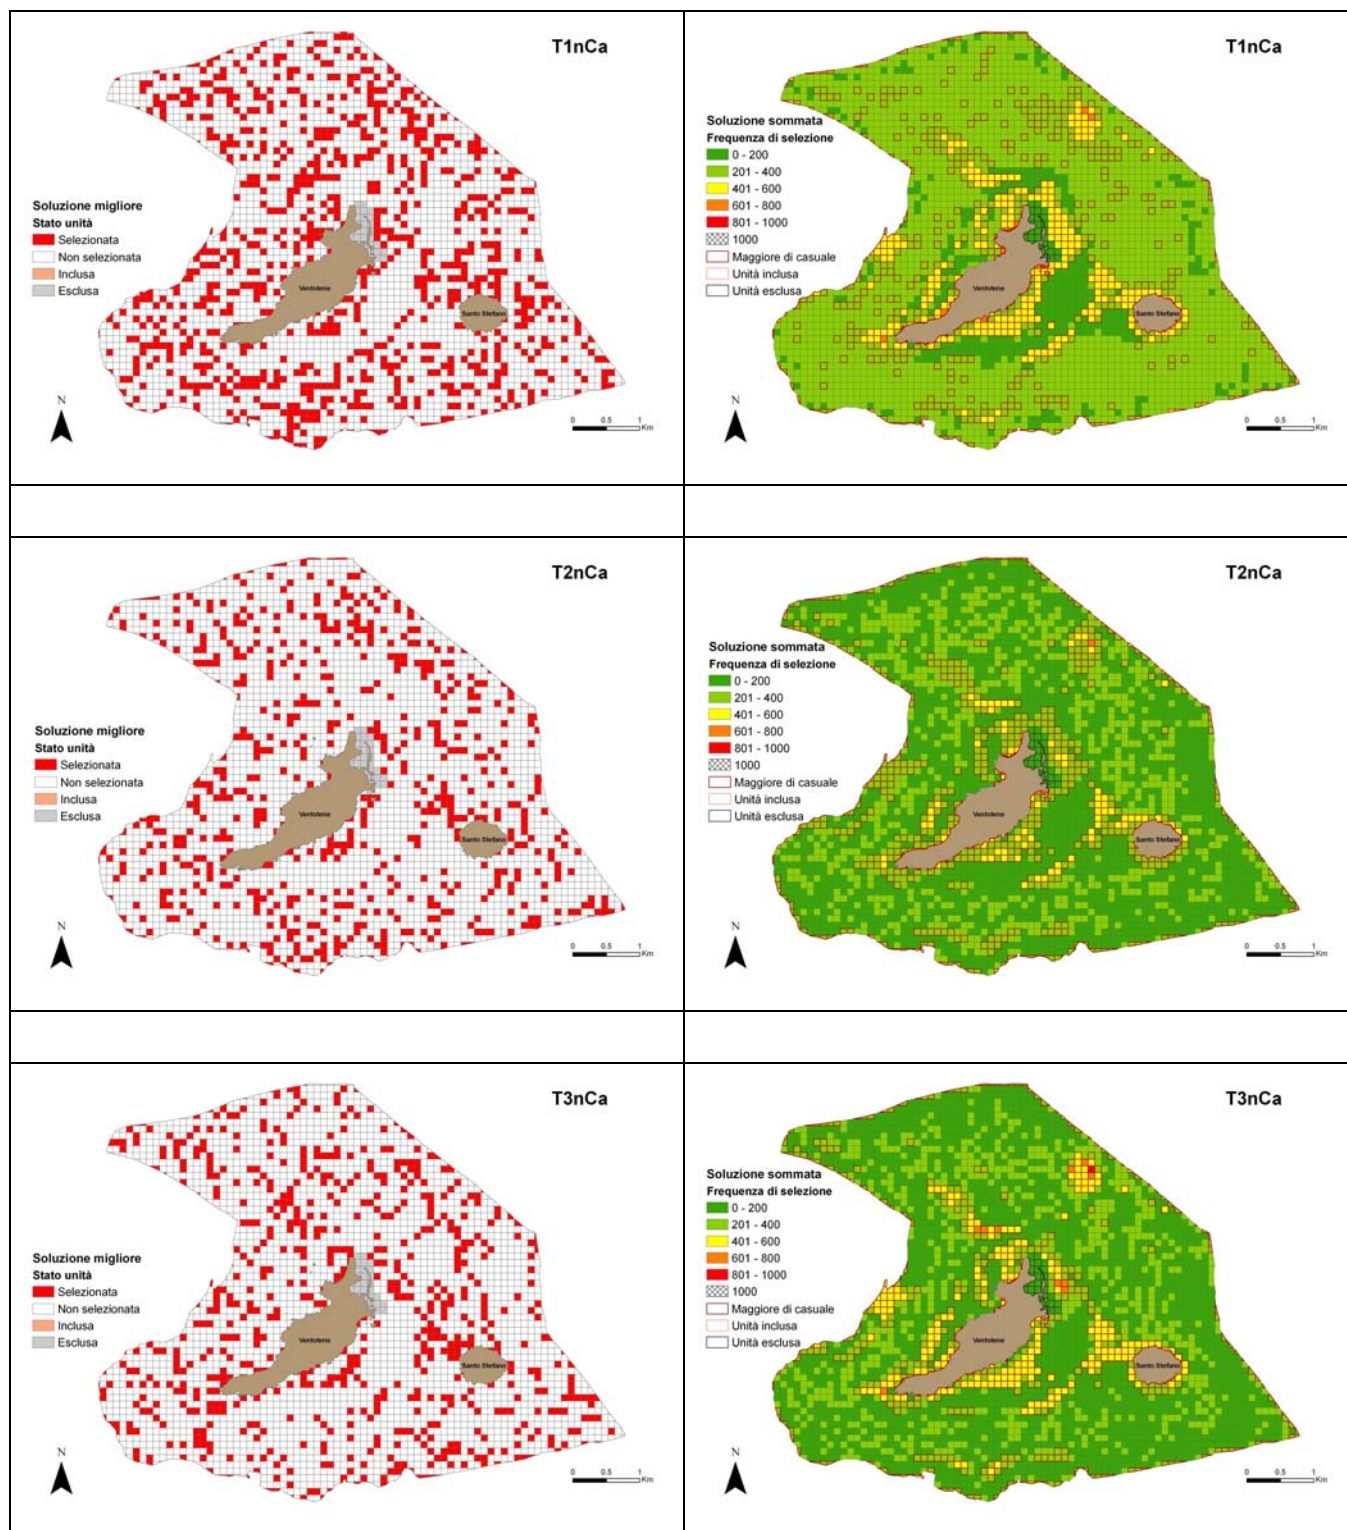 T1nCa
Soluzione migliore
Stato unità
Selezionata
Non selezionata
Inclusa
Esclusa
Ventotene
Santo Stefano
N
0 0.5 1
Km
T1nCa
Soluzione sommata
Frequenza di selezione
0 - 200
201 - 400
401 - 600
601 - 800
801 - 1000
1000
Maggiore di casuale
Unità inclusa
Unità esclusa
Ventotene
Santo Stefano
N
0 0.5 1
Km
T2nCa
Soluzione migliore
Stato unità
Selezionata
Non selezionata
Inclusa
Esclusa
Ventotene
Santo Stefano
N
0 0.5 1
Km
T2nCa
Soluzione sommata
Frequenza di selezione
0 - 200
201 - 400
401 - 600
601 - 800
801 - 1000
1000
Maggiore di casuale
Unità inclusa
Unità esclusa
Ventotene
Santo Stefano
N
0 0.5 1
Km
T3nCa
Soluzione migliore
Stato unità
Selezionata
Non selezionata
Inclusa
Esclusa
Ventotene
Santo Stefano
N
0 0.5 1
Km
T3nCa
Soluzione sommata
Frequenza di selezione
0 - 200
201 - 400
401 - 600
601 - 800
801 - 1000
1000
Maggiore di casuale
Unità inclusa
Unità esclusa
Ventotene
Santo Stefano
N
0 0.5 1
Km